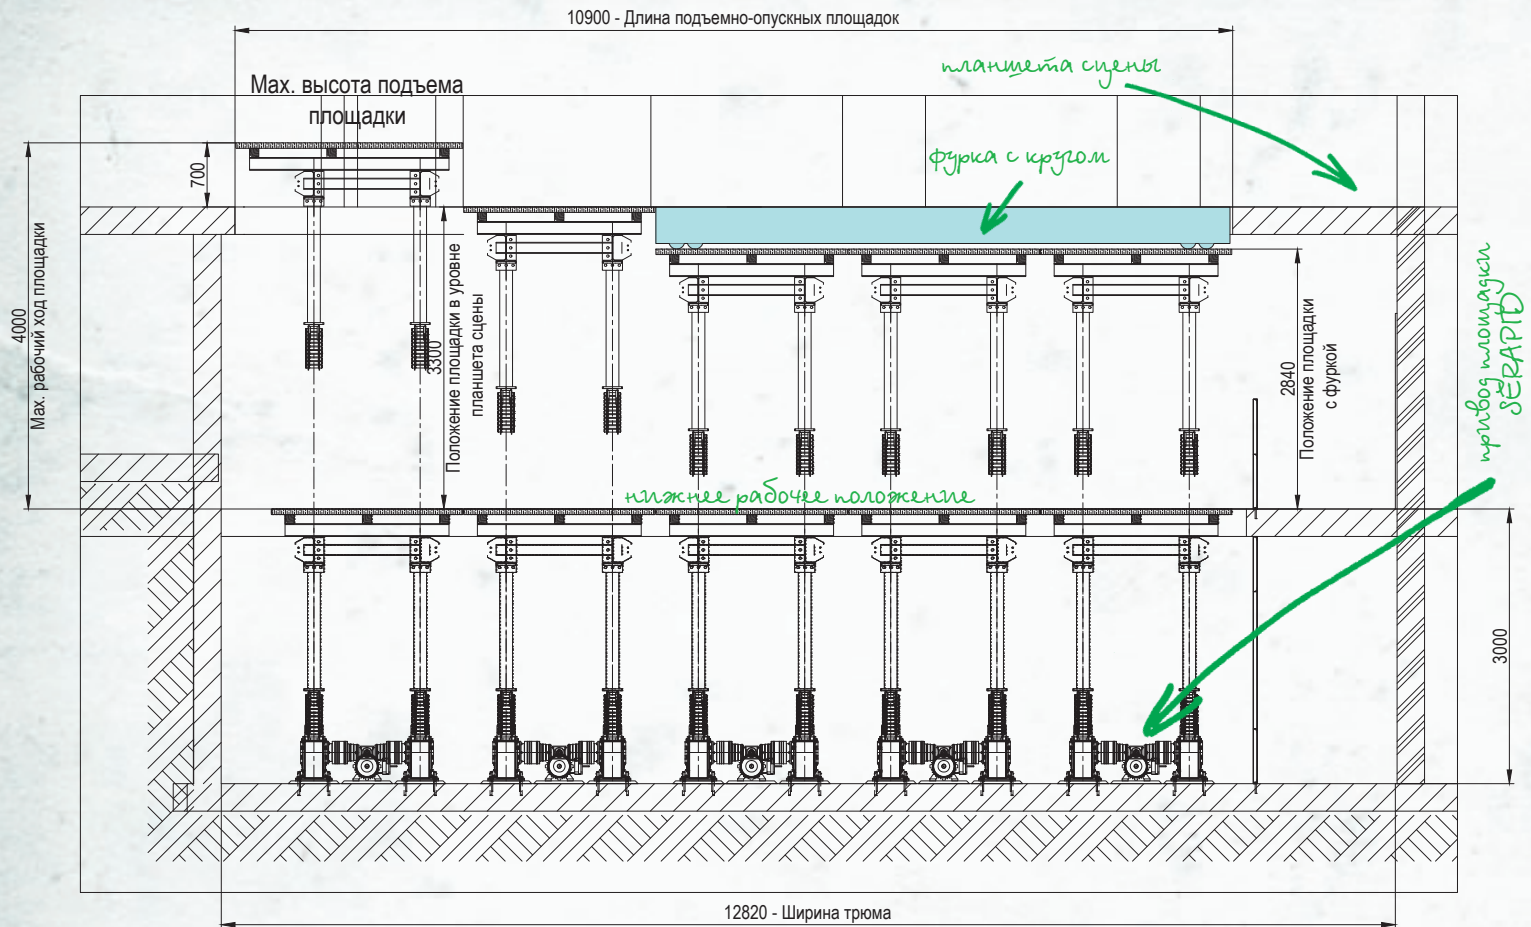 10900 - Длина подъемно-опускных площадок
планшета сцены
Мах. высота подъема
площадки
фурка с кругом
700
4000
Мах. рабочий ход площадки
3300
Положение площадки в уровне
планшета сцены
2840
Положение площадки
с фуркой
привод площадки
SERAPID
нижнее рабочее положение
3000
12820 - Ширина трюма